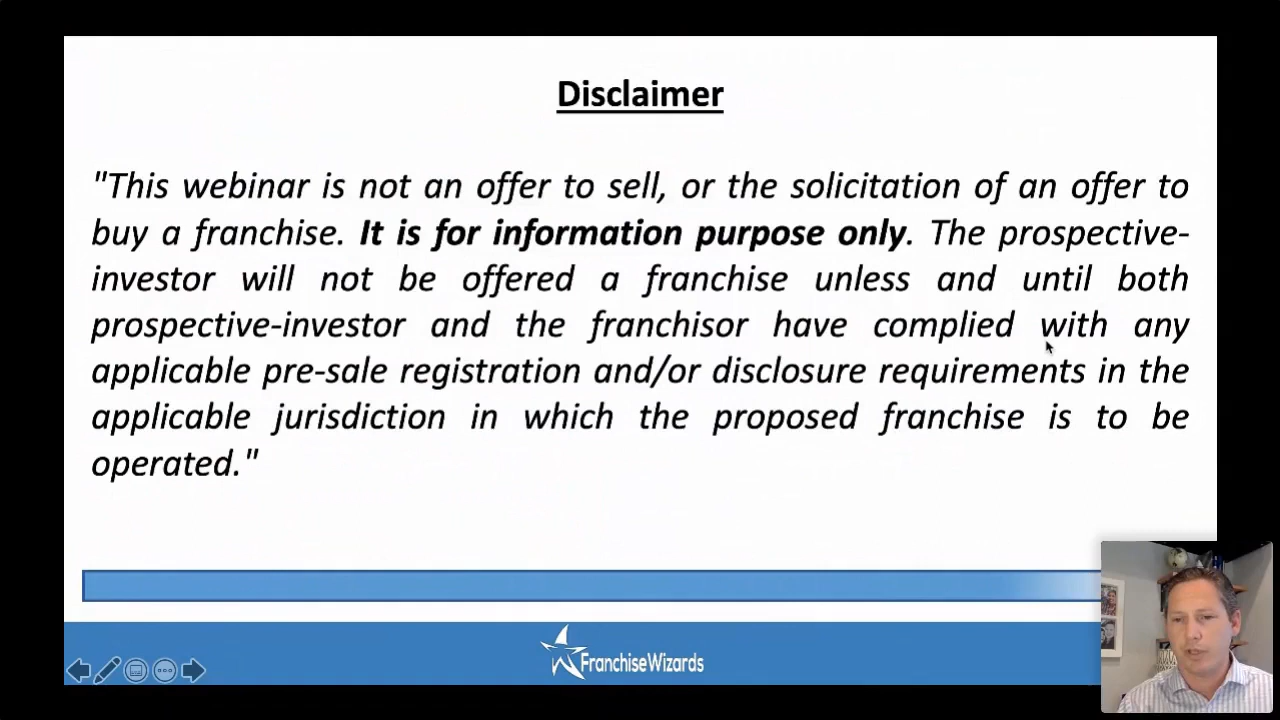 Disclaimer
"This webinar is not an offer to sell, or the solicitation of an offer to
buy a franchise. It is for information purpose only. The prospective-
investor will not be offered a franchise unless and until both
prospective-investor and the franchisor have complied with any
applicable pre-sale registration and/or disclosure requirements in the
applicable jurisdiction in which the proposed franchise is to be
operated."
FranchiseWizards